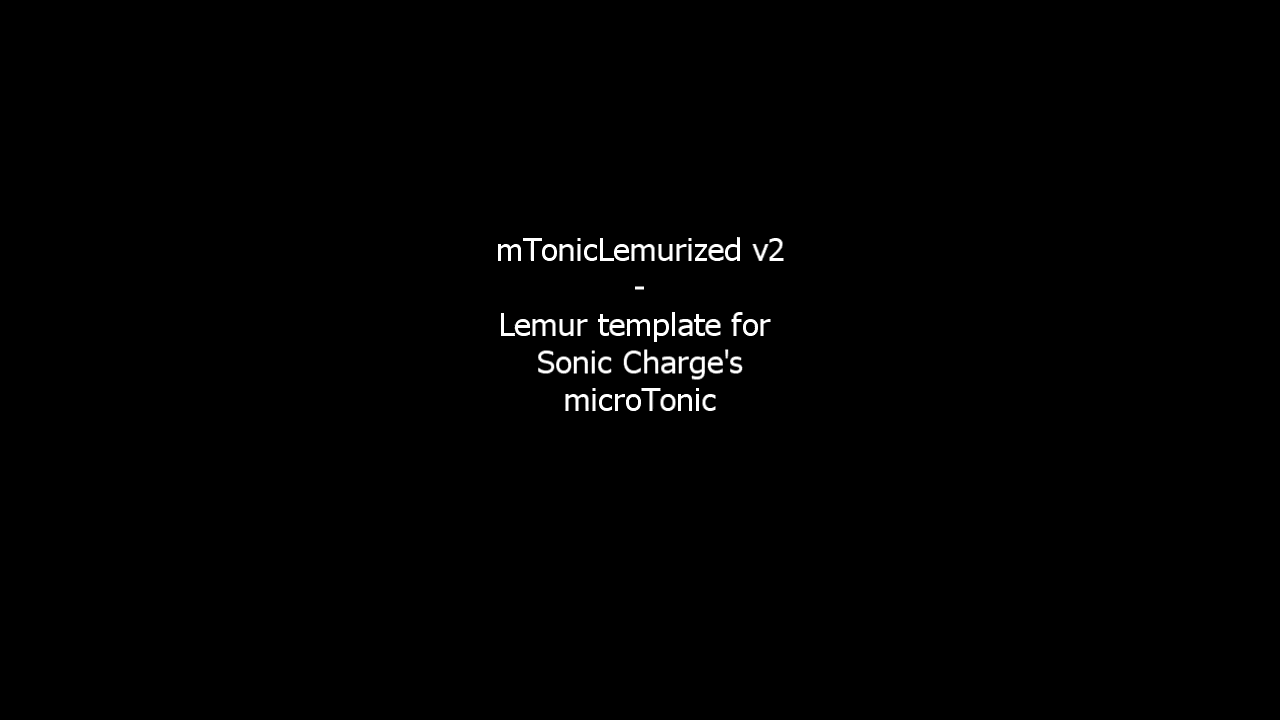 mTonicLemurized v2
-
Lemur template for
Sonic Charge's
microTonic